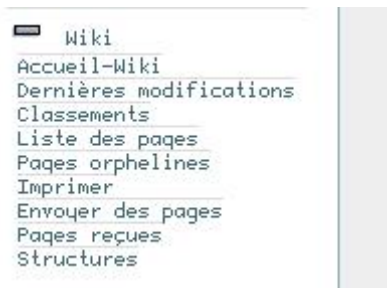 Wiki
Accueil-Wiki
Dernières modifications
Classements
Liste des pages
Pages orphelines
Imprimer
Envoyer des pages
Pages reçues
Structures